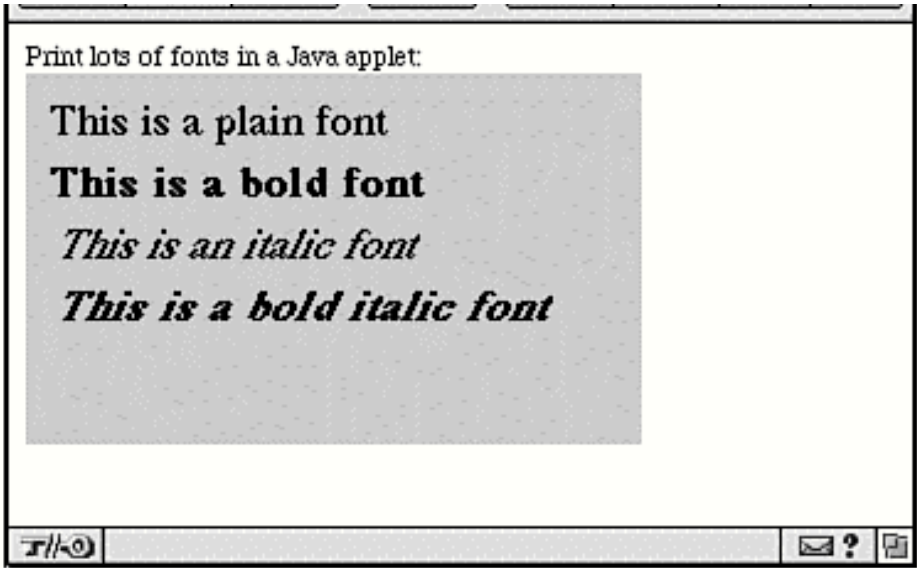 Print lots of fonts in a Java applet:
This is a plain font
This is a bold font
This is an italic font
This is a bold italic font
?